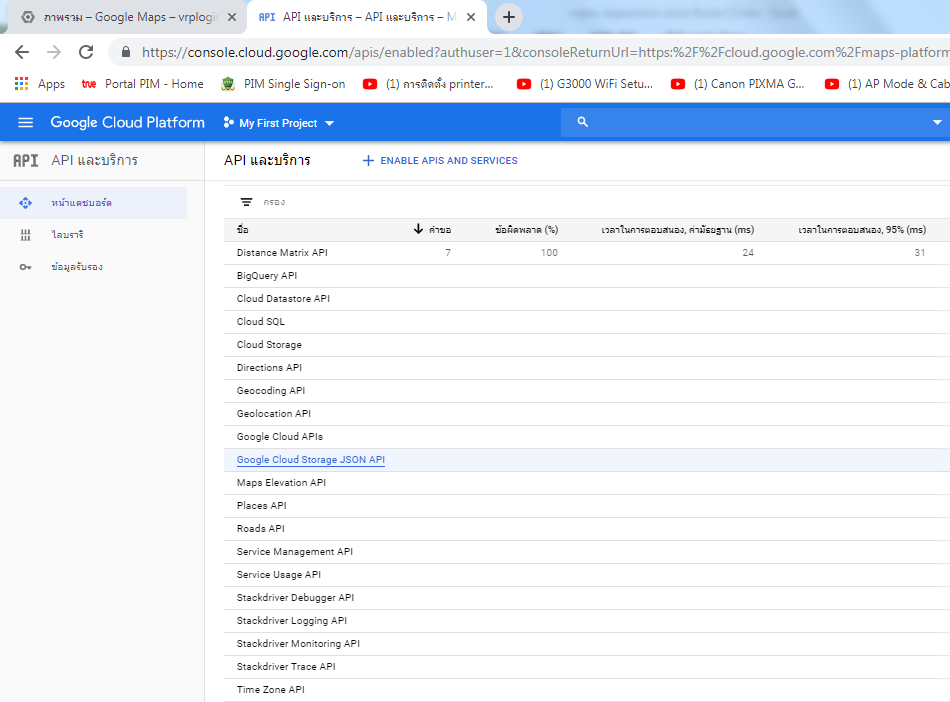 ภาพรวม – Google Maps – vrplogi
API API และบริการ – API และบริการ – M
https://console.cloud.google.com/apis/enabled?authuser=1&consoleReturnUrl=https:%2F%2Fcloud.google.com%2Fmaps-platform
Apps true Portal PIM - Home PIM Single Sign-on (1) การติดตั้ง printer... (1) G3000 WiFi Setu... (1) Canon PIXMA G... (1) AP Mode & Cab
Google Cloud Platform My First Project
API API และบริการ
API และบริการ + ENABLE APIS AND SERVICES
หน้าแดชบอร์ด
ไลบรารี
ข้อมูลรับรอง
กรอง
ชื่อ คำขอ ข้อผิดพลาด (%) เวลาในการตอบสนอง, ค่ามัธยฐาน (ms) เวลาในการตอบสนอง, 95% (ms)
Distance Matrix API 7 100 24 31
BigQuery API
Cloud Datastore API
Cloud SQL
Cloud Storage
Directions API
Geocoding API
Geolocation API
Google Cloud APIs
Google Cloud Storage JSON API
Maps Elevation API
Places API
Roads API
Service Management API
Service Usage API
Stackdriver Debugger API
Stackdriver Logging API
Stackdriver Monitoring API
Stackdriver Trace API
Time Zone API